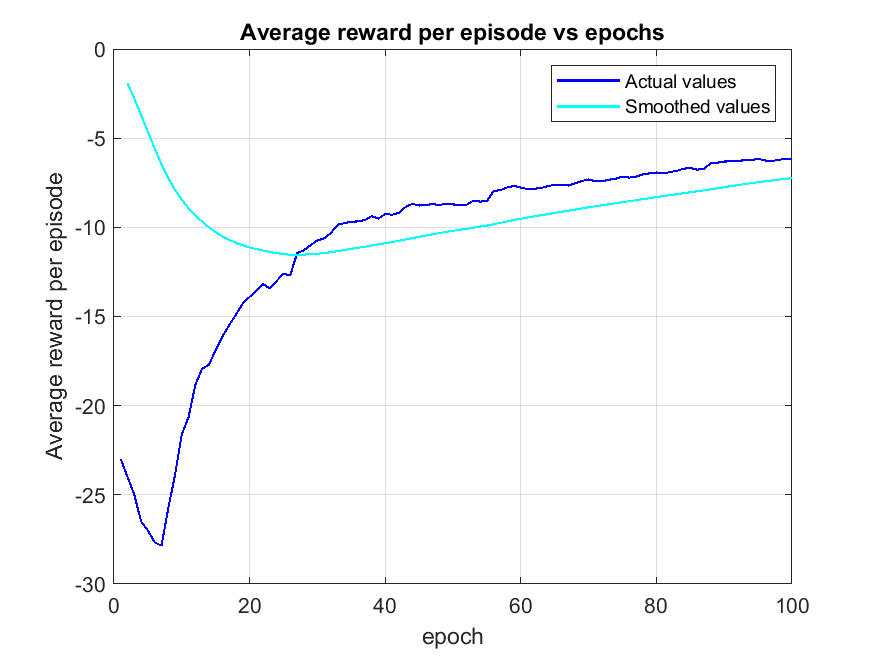 Average reward per episode vs epochs
Actual values
Smoothed values
Average reward per episode
0
-5
-10
-15
-20
-25
-30
0 20 40 60 80 100
epoch